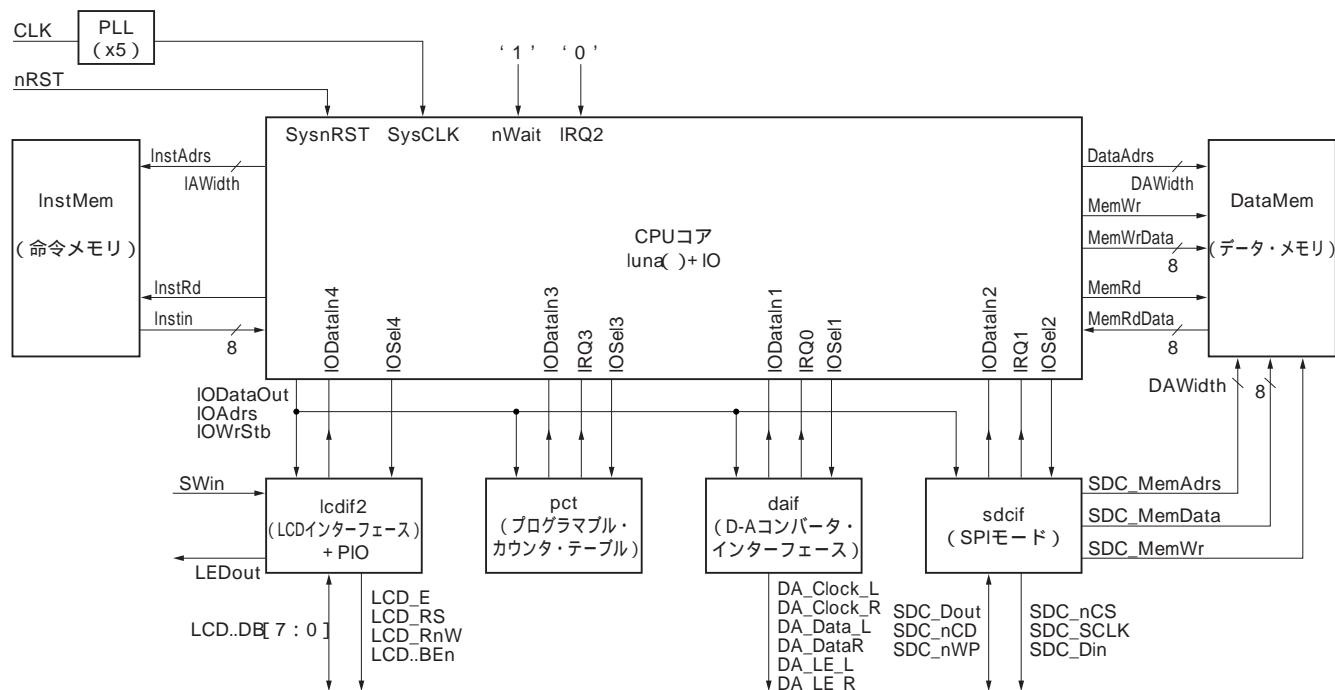 CLK
PLL
(x5)
nRST
'1'
'0'
SysnRST
SysCLK
nWait
IRQ2
InstMem
(命令メモリ)
InstAdrs
IAWidth
InstRd
Instin
8
CPUコア
luna( )+IO
DataAdrs
DAWidth
MemWr
MemWrData
8
MemRd
MemRdData
8
DataMem
(データ・メモリ)
IODataIn4
IOSel4
IODataIn3
IRQ3
IOSel3
IODataIn1
IRQ0
IOSel1
IODataIn2
IRQ1
IOSel2
IODataOut
IOAdrs
IOWrStb
DAWidth
8
SWin
LEDout
lcdif2
(LCDインターフェース)
+PIO
pct
(プログラマブル・
カウンタ・テーブル)
daif
(D-Aコンバータ・
インターフェース)
sdcif
(SPIモード)
SDC_MemAdrs
SDC_MemData
SDC_MemWr
LCD..DB[7:0]
LCD_E
LCD_RS
LCD_RnW
LCD..BEn
DA_Clock_L
DA_Clock_R
DA_Data_L
DA_DataR
DA_LE_L
DA_LE_R
SDC_Dout
SDC_nCD
SDC_nWP
SDC_nCS
SDC_SCLK
SDC_Din